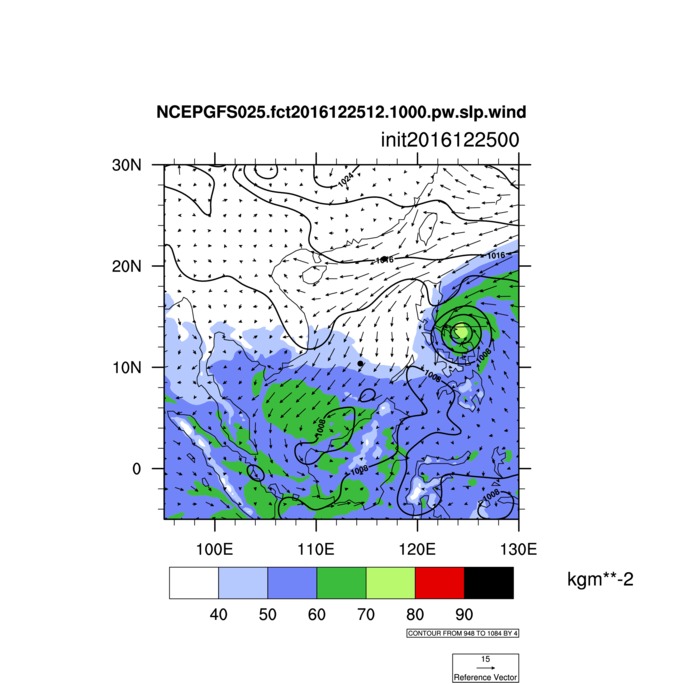 NCEPGFS025.fct2016122512.1000.pw.slp.wind
init2016122500
30N
1024
20N
1016
1016
10N
1008
1008
1008
0
1008
1008
100E 110E 120E 130E
kgm**-2
40 50 60 70 80 90
CONTOUR FROM 948 TO 1084 BY 4
15
Reference Vector